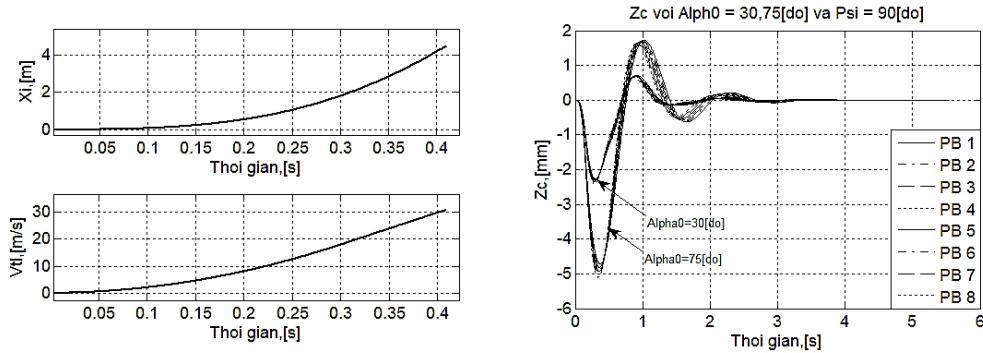 Xi,[m]
4
2
0
0.05 0.1 0.15 0.2 0.25 0.3 0.35 0.4
Thoi gian,[s]
Vtl,[m/s]
30
20
10
0
0.05 0.1 0.15 0.2 0.25 0.3 0.35 0.4
Thoi gian,[s]
Zc voi Alph0 = 30,75[do] va Psi = 90[do]
Zc,[mm]
2
1
0
-1
-2
-3
-4
-5
-6
Alpha0=30[do]
Alpha0=75[do]
PB 1
PB 2
PB 3
PB 4
PB 5
PB 6
PB 7
PB 8
0 1 2 3 4 5 6
Thoi gian,[s]